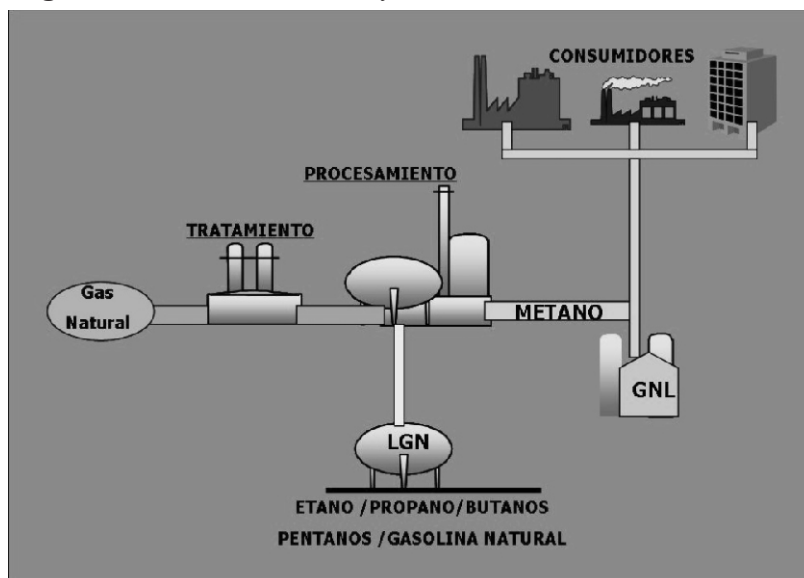 CONSUMIDORES
PROCESAMIENTO
TRATAMIENTO
Gas
Natural
METANO
GNL
LGN
ETANO /PROPANO/BUTANOS
PENTANOS /GASOLINA NATURAL